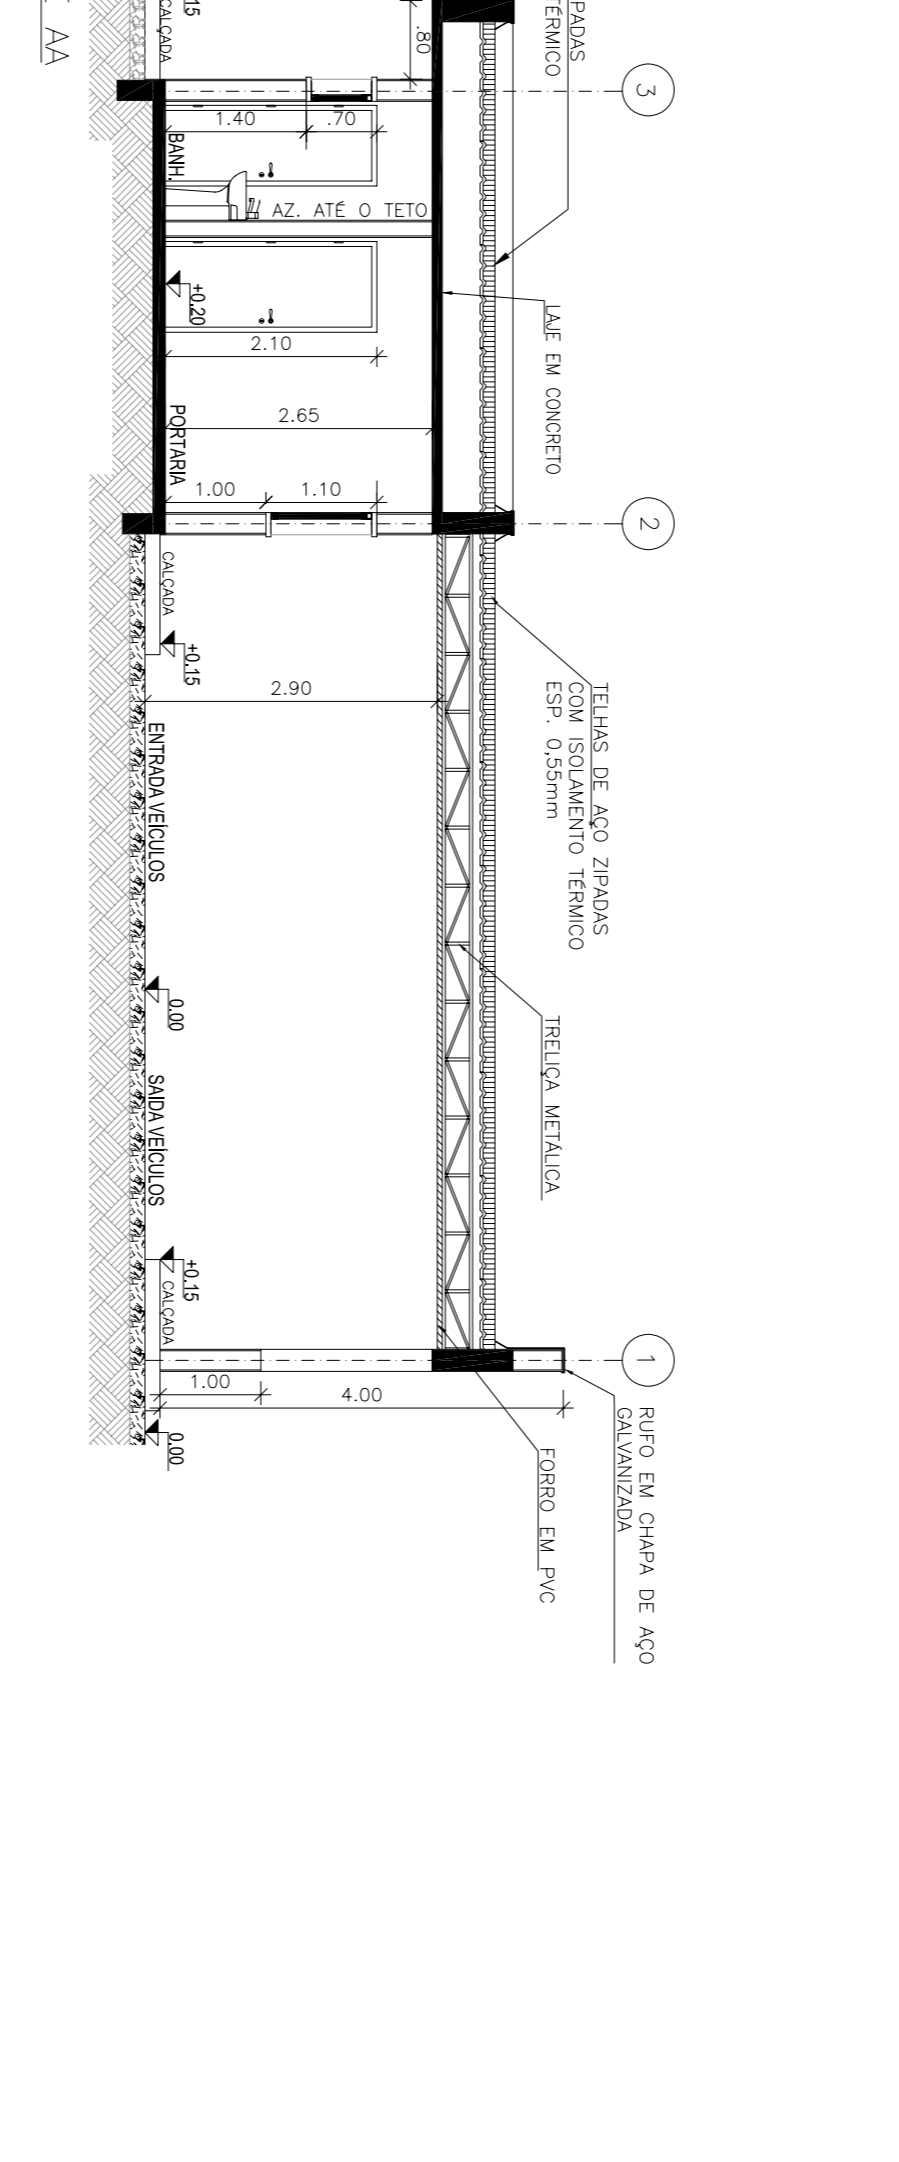 3
2
1
ZIPADAS
TÉRMICO
LAJE EM CONCRETO
TELHAS DE AÇO ZIPADAS
COM ISOLAMENTO TÉRMICO
ESP. 0,55mm
TRELIÇA METÁLICA
RUFO EM CHAPA DE AÇO
GALVANIZADA
FORRO EM PVC
.80
1.40
.70
AZ. ATÉ O TETO
2.10
2.65
1.00
1.10
2.90
1.00
4.00
15
CALÇADA
BANH.
+0.20
PORTARIA
CALÇADA
+0.15
ENTRADA VEÍCULOS
0.00
SAIDA VEÍCULOS
+0.15
CALÇADA
0.00
AA